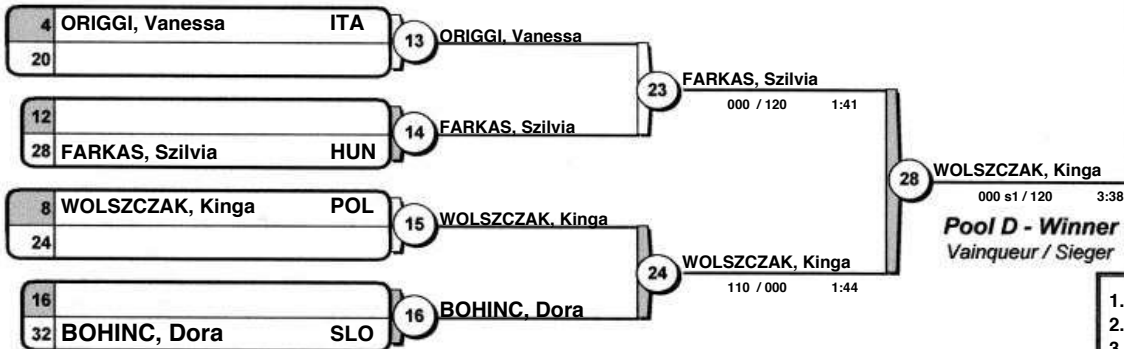 4 ORIGGI, Vanessa ITA
20
13 ORIGGI, Vanessa
12
28 FARKAS, Szilvia HUN
14 FARKAS, Szilvia
23 FARKAS, Szilvia
000 / 120 1:41
8 WOLSZCZAK, Kinga POL
24
15 WOLSZCZAK, Kinga
16
32 BOHINC, Dora SLO
16 BOHINC, Dora
24 WOLSZCZAK, Kinga
110 / 000 1:44
28 WOLSZCZAK, Kinga
000 s1 / 120 3:38
Pool D - Winner
Vainqueur / Sieger
1.
2.